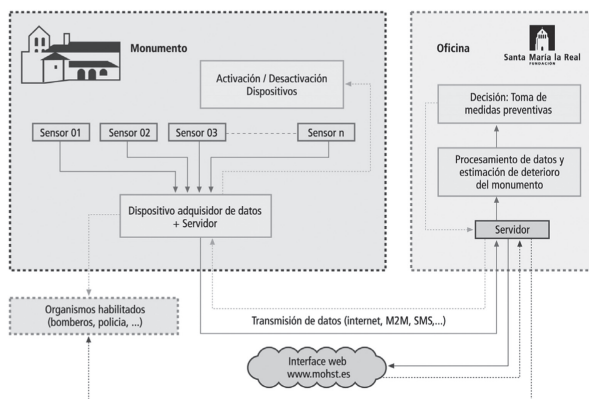 Monumento
Activación / Desactivación
Dispositivos
Sensor 01
Sensor 02
Sensor 03
Sensor n
Dispositivo adquisidor de datos
+ Servidor
Oficina
Santa María la Real
FUNDACIÓN
Decisión: Toma de
medidas preventivas
Procesamiento de datos y
estimación de deterioro
del monumento
Servidor
Organismos habilitados
(bomberos, policia, ...)
Transmisión de datos (internet, M2M, SMS,...)
Interface web
www.mohst.es